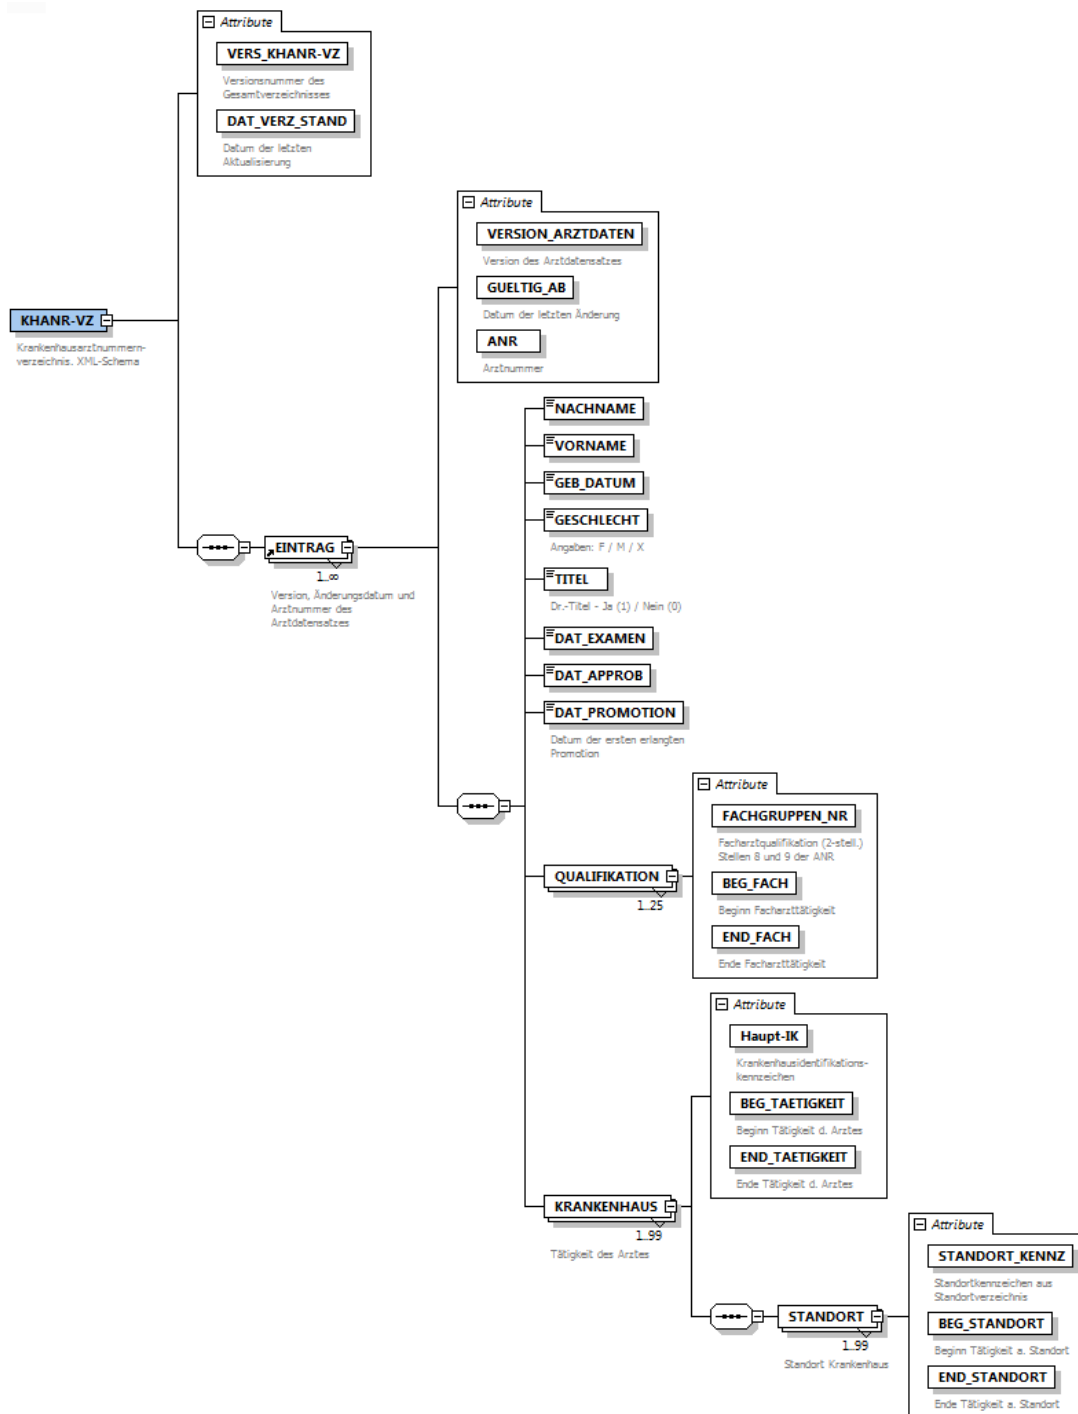 Attribute
VERS_KHANR-VZ
Versionsnummer des
Gesamtverzeichnisses
DAT_VERZ_STAND
Datum der letzten
Aktualisierung
Attribute
VERSION_ARZTDATEN
Version des Arztdatensatzes
GUELTIG_AB
Datum der letzten Änderung
ANR
Arztnummer
KHANR-VZ
Krankenhausarztnummern-
verzeichnis. XML-Schema
NACHNAME
VORNAME
GEB_DATUM
GESCHLECHT
Angaben: F / M / X
EINTRAG
1..∞
Version, Änderungsdatum und
Arztnummer des
Arztdatensatzes
TITEL
Dr.-Titel - Ja (1) / Nein (0)
DAT_EXAMEN
DAT_APPROB
DAT_PROMOTION
Datum der ersten erlangten
Promotion
Attribute
FACHGRUPPEN_NR
Facharztqualifikation (2-stell.)
Stellen 8 und 9 der ANR
QUALIFIKATION
1..25
BEG_FACH
Beginn Facharzttätigkeit
END_FACH
Ende Facharzttätigkeit
Attribute
Haupt-IK
Krankenhausidentifikations-
kennzeichen
BEG_TAETIGKEIT
Beginn Tätigkeit d. Arztes
END_TAETIGKEIT
Ende Tätigkeit d. Arztes
KRANKENHAUS
1..99
Tätigkeit des Arztes
Attribute
STANDORT_KENNZ
Standortkennzeichen aus
Standortverzeichnis
STANDORT
1..99
Standort Krankenhaus
BEG_STANDORT
Beginn Tätigkeit a. Standort
END_STANDORT
Ende Tätigkeit a. Standort